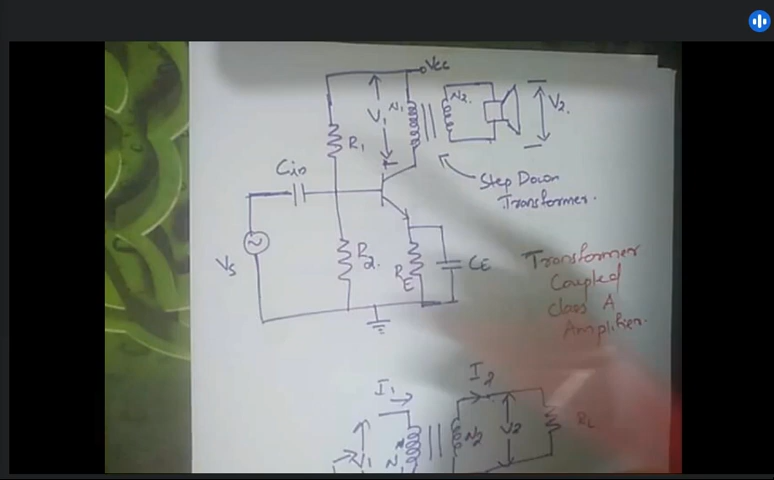 Vcc
N1
N2.
V1
V2.
R1
Cin
Step Down
Transformer.
Vs
R2.
RE
CE
Transformer
Coupled
Class A
Amplifier.
I1
I2
V1
N1
N2
V2
RL